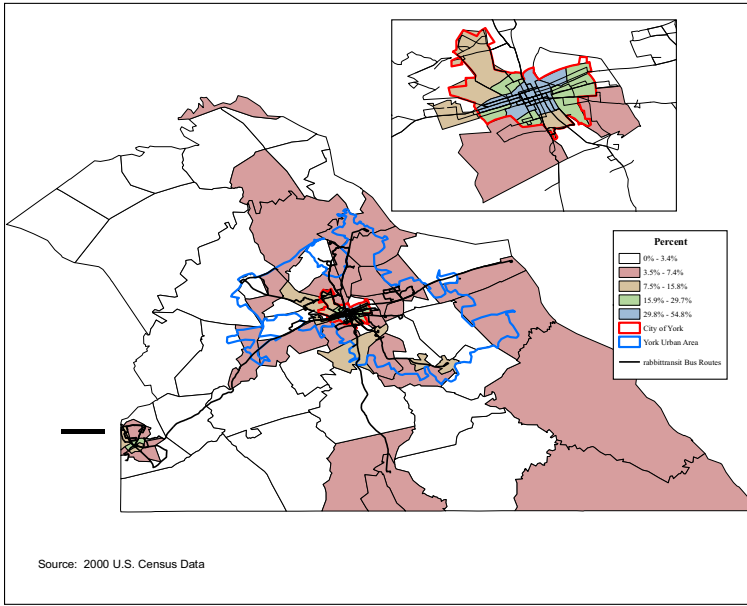 Percent
0% - 3.4%
3.5% - 7.4%
7.5% - 15.8%
15.9% - 29.7%
29.8% - 54.8%
City of York
York Urban Area
rabbittransit Bus Routes
Source: 2000 U.S. Census Data